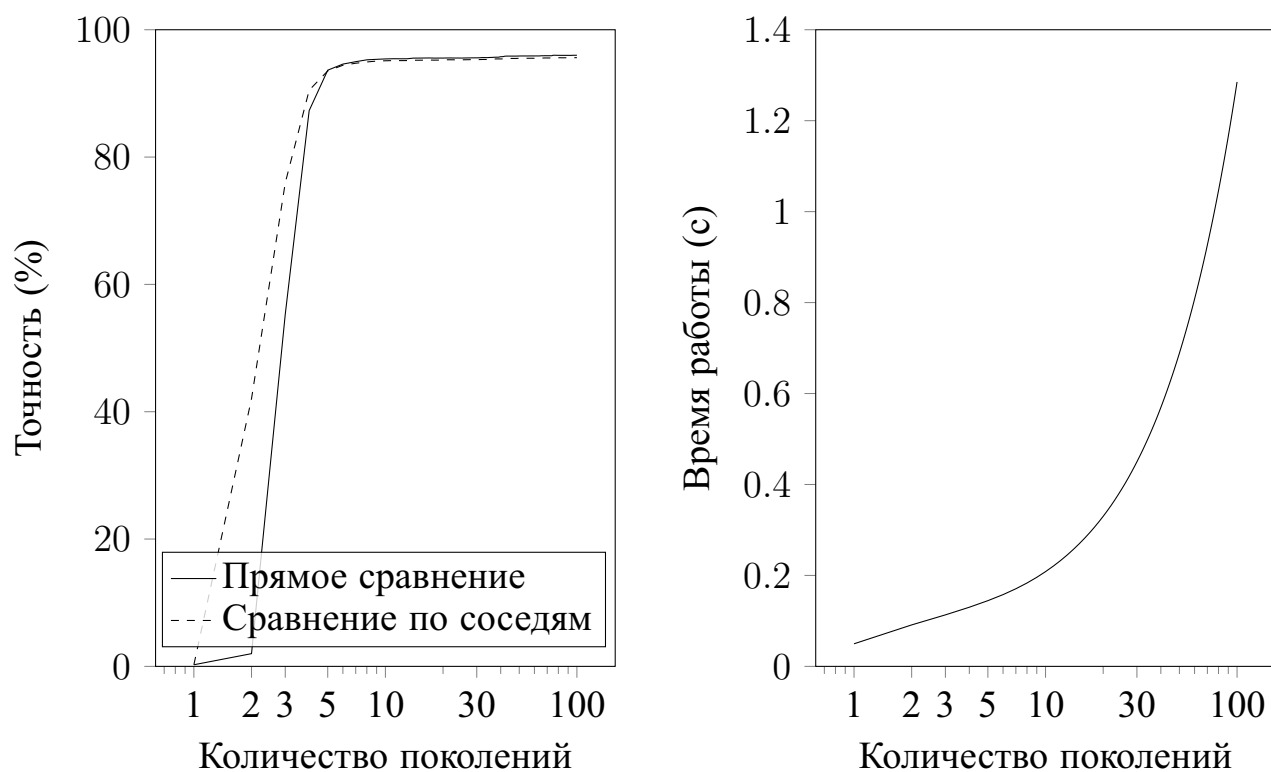 100
80
60
40
20
0
Точность (%)
Прямое сравнение
Сравнение по соседям
1 2 3 5 10 30 100
Количество поколений
1.4
1.2
1
0.8
0.6
0.4
0.2
0
Время работы (с)
1 2 3 5 10 30 100
Количество поколений